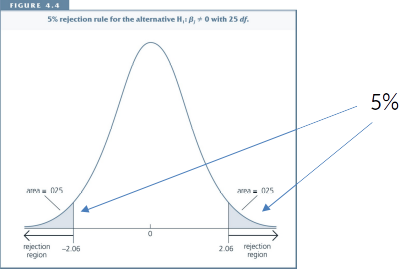 FIGURE 4.4
5% rejection rule for the alternative H₁: βⱼ ≠ 0 with 25 df.
5%
area = .025
area = .025
0
rejection
region
−2.06
2.06
rejection
region